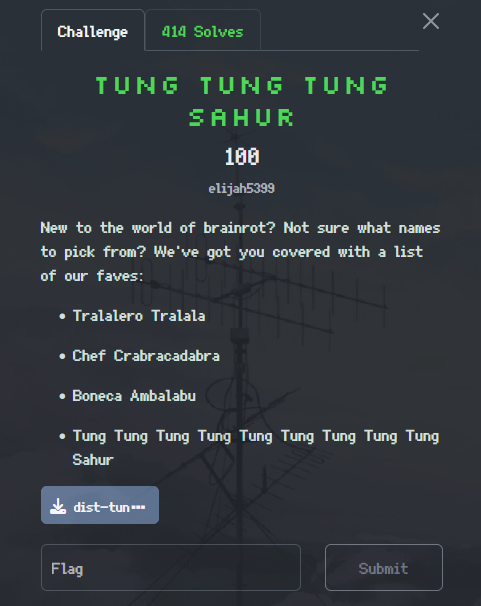 Challenge
414 Solves
TUNG TUNG TUNG
SAHUR
100
elijah5399
New to the world of brainrot? Not sure what names
to pick from? We've got you covered with a list
of our faves:
• Tralalero Tralala
• Chef Crabracadabra
• Boneca Ambalabu
• Tung Tung Tung Tung Tung Tung Tung Tung Tung
Sahur
dist-tun…
Flag
Submit